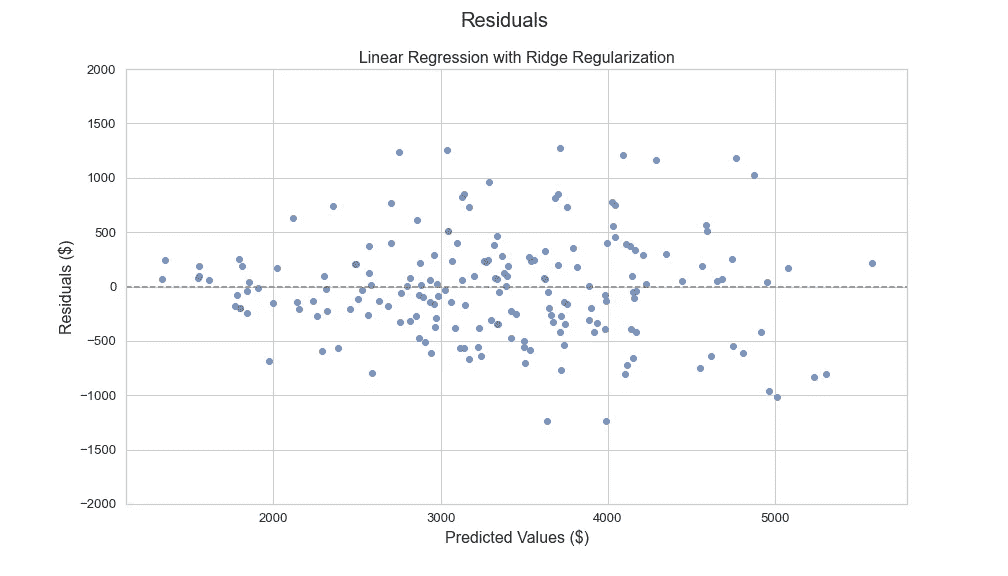 Residuals
Linear Regression with Ridge Regularization
2000
1500
1000
500
0
−500
−1000
−1500
−2000
Residuals ($)
2000 3000 4000 5000
Predicted Values ($)